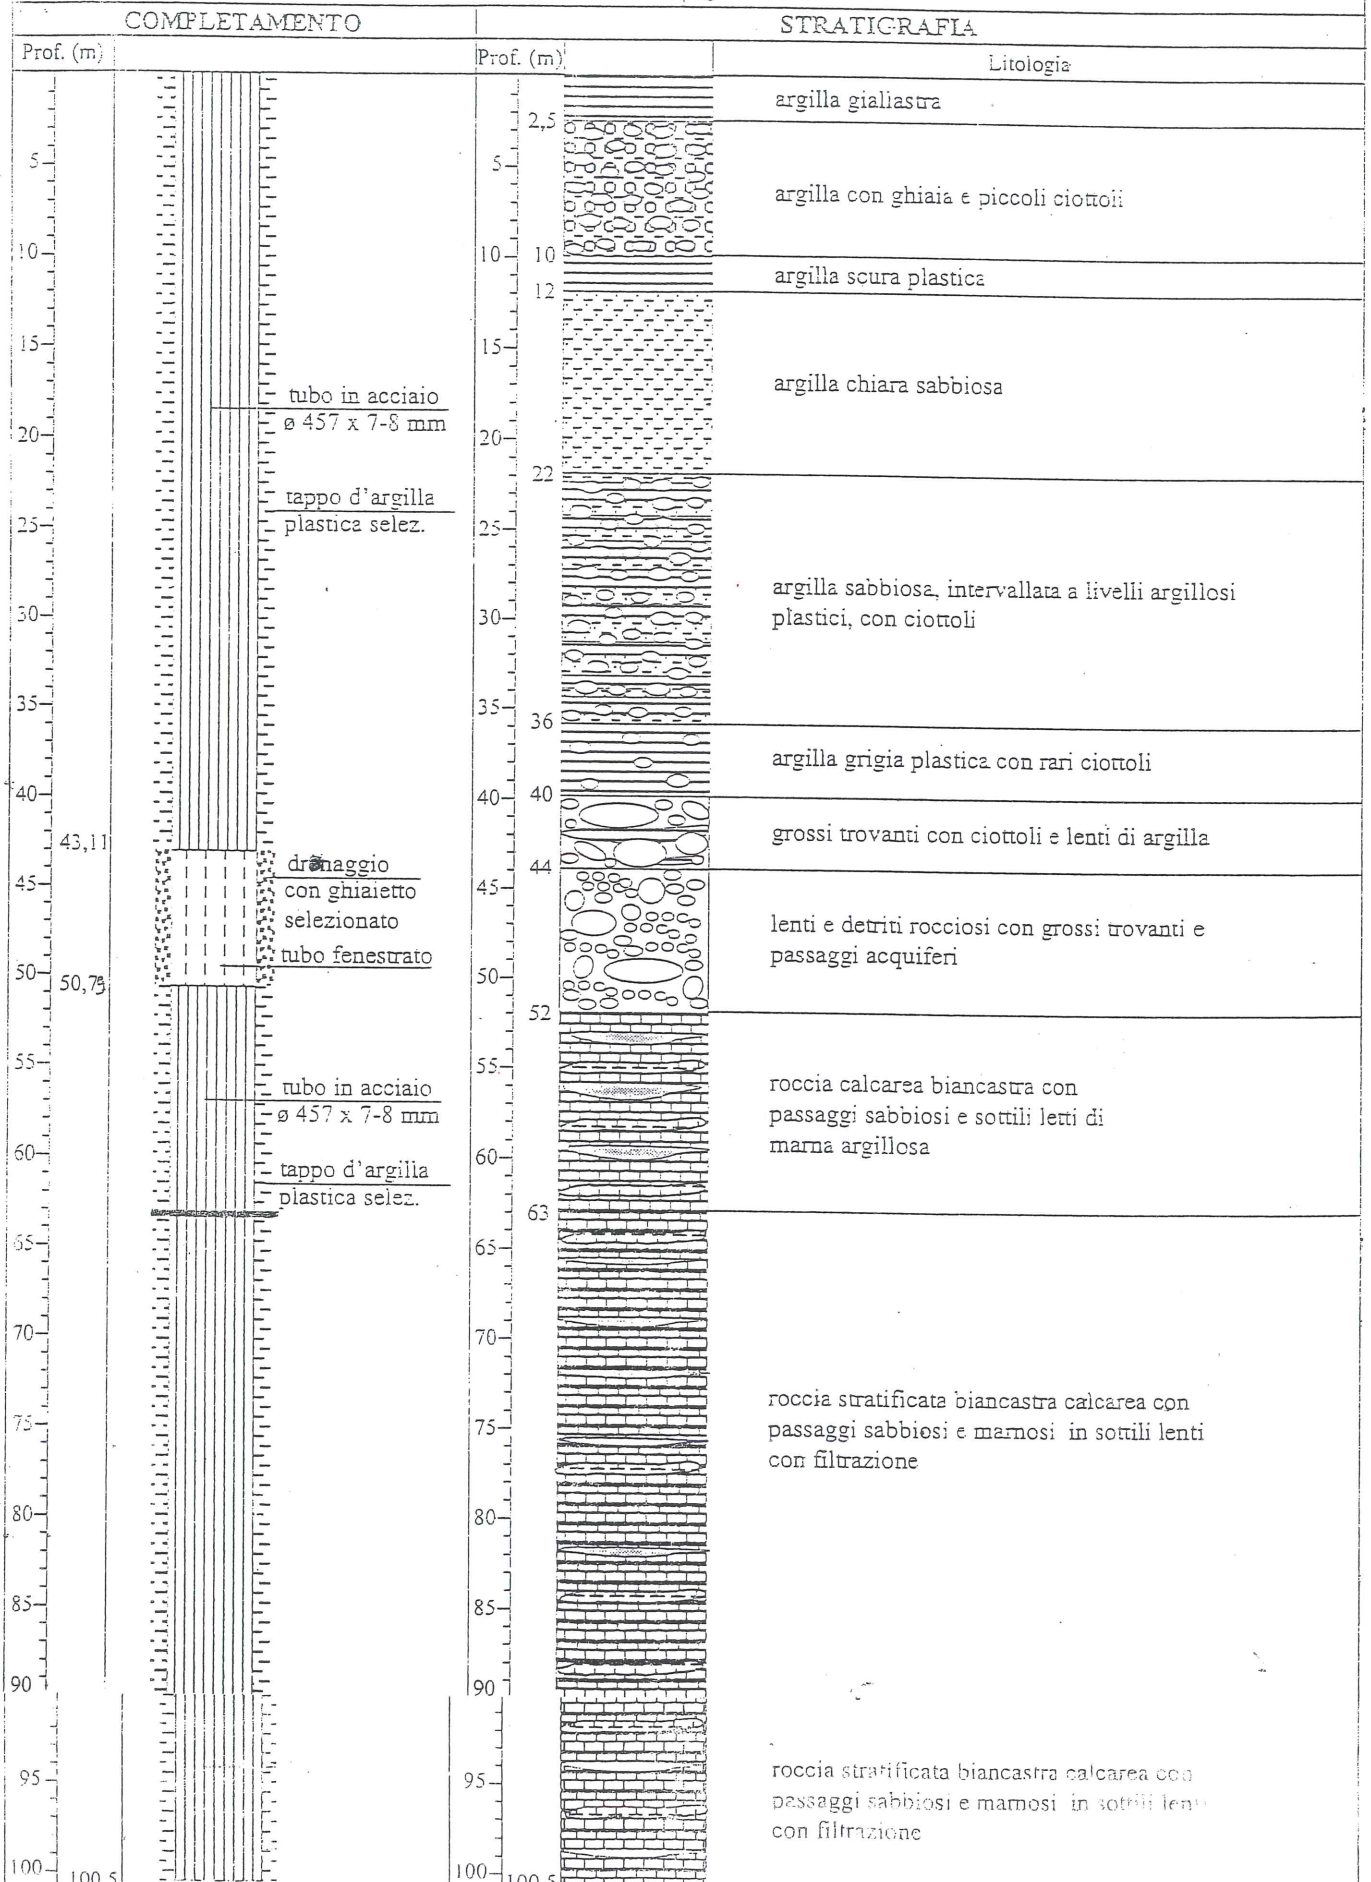 COMPLETAMENTO
STRATIGRAFIA
Prof. (m)
Prof. (m)
Litologia
argilla giallastra
2,5
5
5
argilla con ghiaia e piccoli ciottoli
10
10
10
argilla scura plastica
12
15
15
argilla chiara sabbiosa
tubo in acciaio
ø 457 x 7-8 mm
20
20
22
tappo d'argilla
plastica selez.
25
25
argilla sabbiosa, intervallata a livelli argillosi
plastici, con ciottoli
30
30
35
35
36
argilla grigia plastica con rari ciottoli
40
40
40
43,11
grossi trovanti con ciottoli e lenti di argilla
44
drenaggio
con ghiaietto
selezionato
45
45
lenti e detriti rocciosi con grossi trovanti e
passaggi acquiferi
tubo fenestrato
50
50
52
55
55
tubo in acciaio
ø 457 x 7-8 mm
roccia calcarea biancastra con
passaggi sabbiosi e sottili letti di
marna argillosa
60
60
tappo d'argilla
plastica selez.
63
65
65
70
70
roccia stratificata biancastra calcarea con
passaggi sabbiosi e marnosi in sottili lenti
con filtrazione
75
75
80
80
85
85
90
90
95
95
roccia stratificata biancastra calcarea con
passaggi sabbiosi e marnosi in sottili lenti
con filtrazione
100
100,5
100
100,5